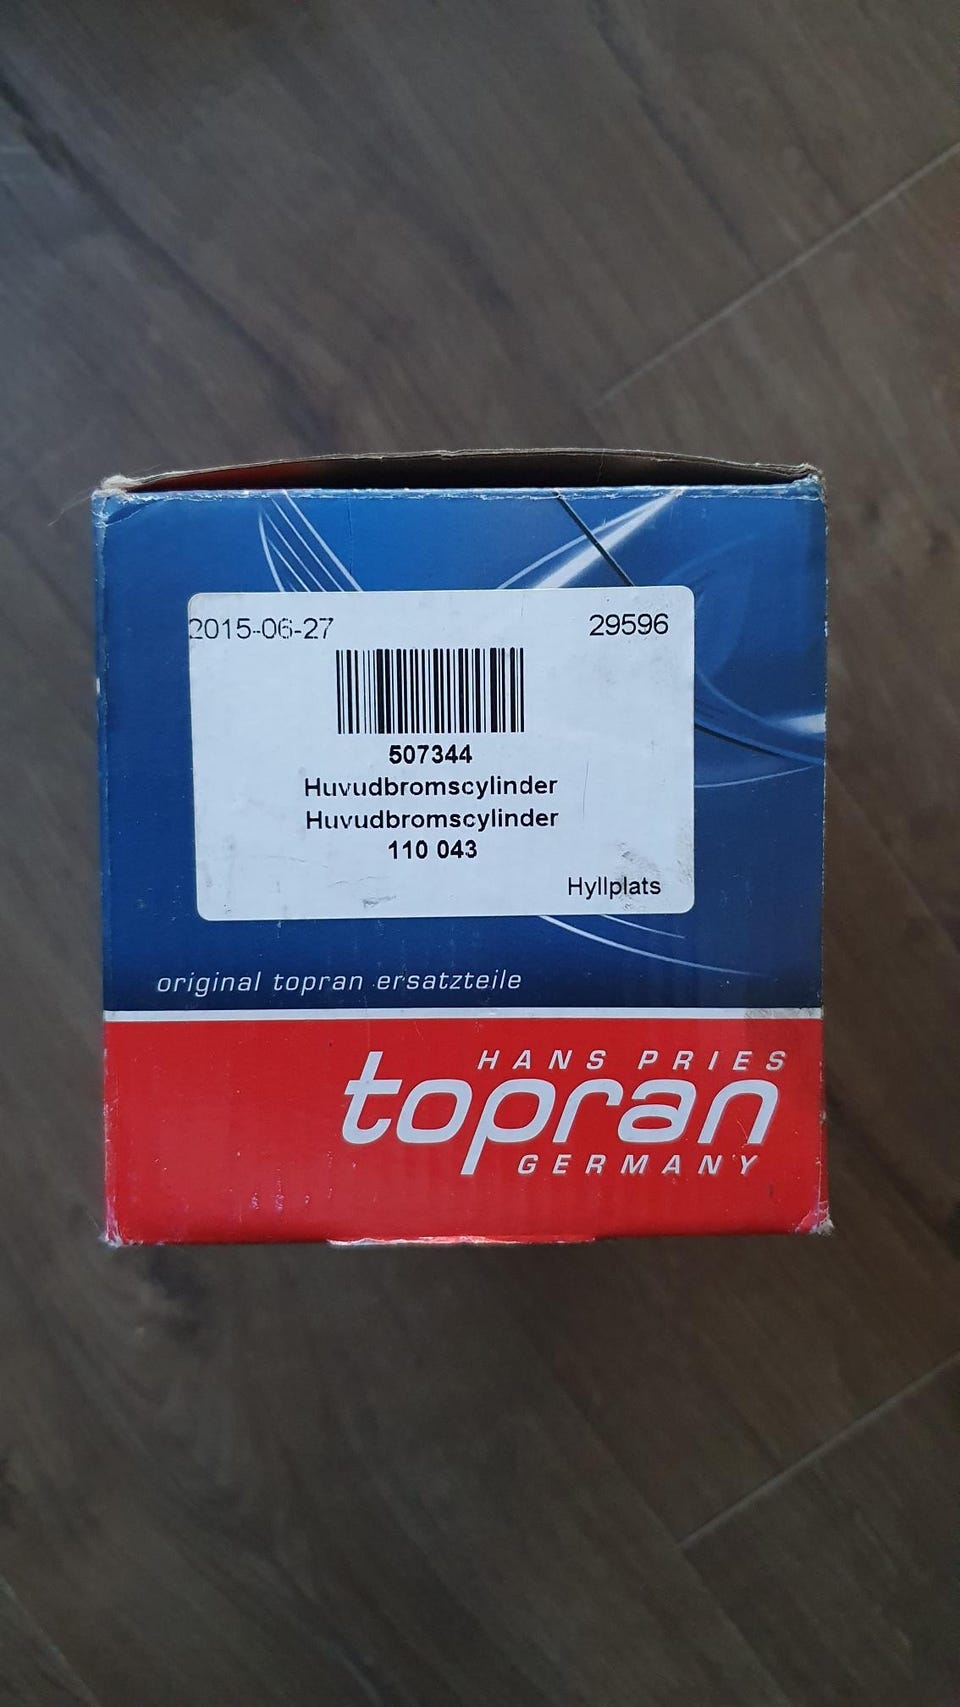 2015-06-27 29596
507344
Huvudbromscylinder
Huvudbromscylinder
110 043
Hyllplats
original topran ersatzteile
HANS PRIES
topran
GERMANY